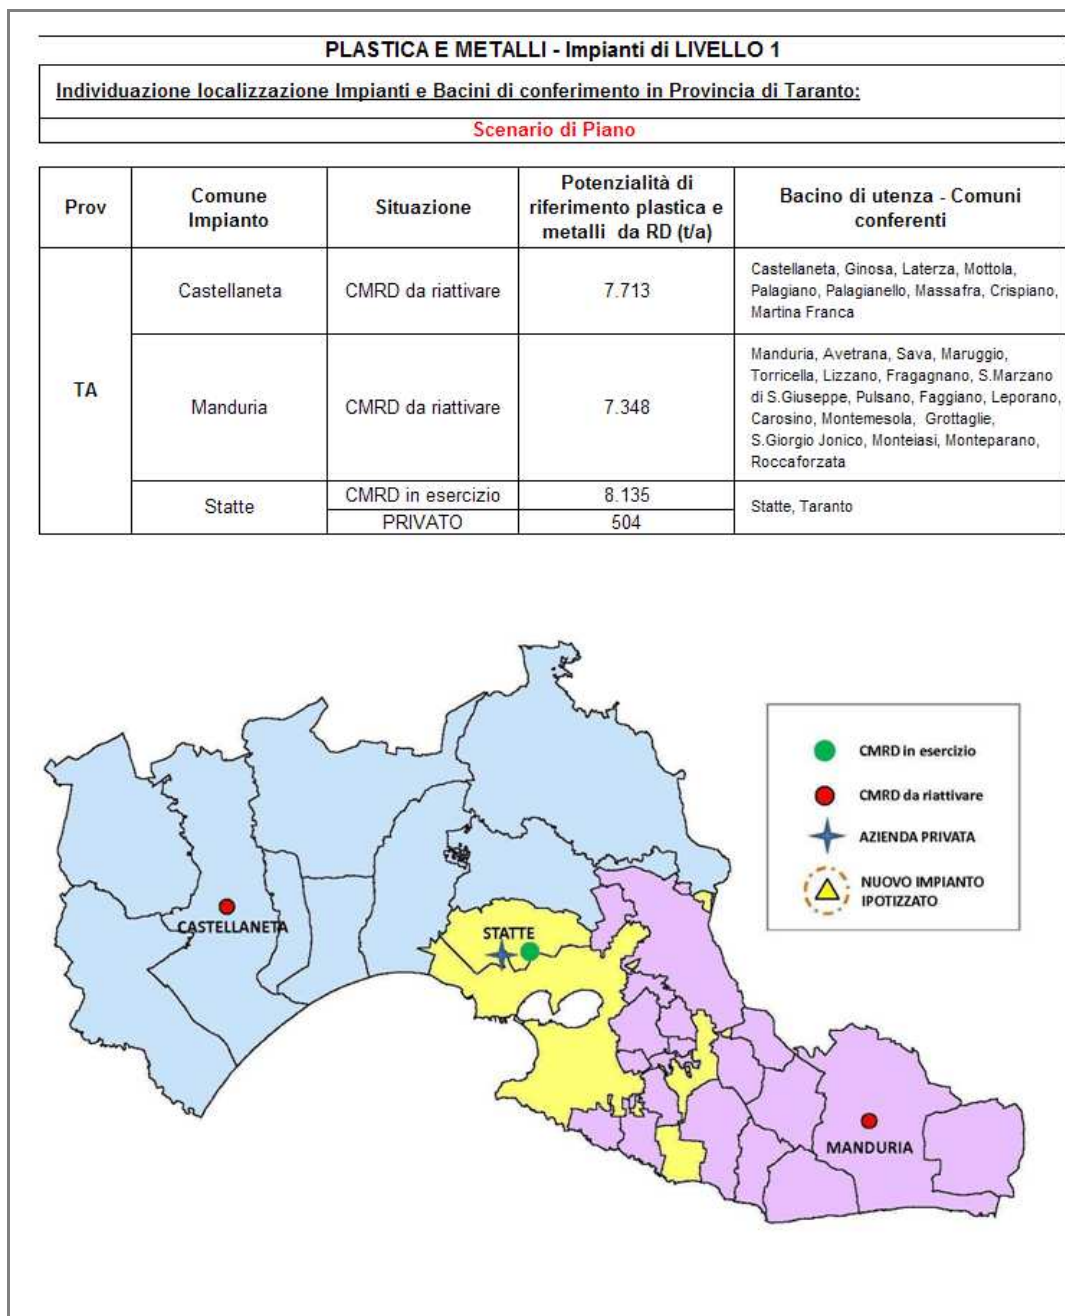 PLASTICA E METALLI - Impianti di LIVELLO 1
Individuazione localizzazione Impianti e Bacini di conferimento in Provincia di Taranto:
Scenario di Piano
Prov
Comune
Impianto
Situazione
Potenzialità di
riferimento plastica e
metalli da RD (t/a)
Bacino di utenza - Comuni
conferenti
TA
Castellaneta
CMRD da riattivare
7.713
Castellaneta, Ginosa, Laterza, Mottola,
Palagiano, Palagianello, Massafra, Crispiano,
Martina Franca
Manduria
CMRD da riattivare
7.348
Manduria, Avetrana, Sava, Maruggio,
Torricella, Lizzano, Fragagnano, S.Marzano
di S.Giuseppe, Pulsano, Faggiano, Leporano,
Carosino, Montemesola, Grottaglie,
S.Giorgio Jonico, Monteiasi, Monteparano,
Roccaforzata
Statte
CMRD in esercizio
8.135
PRIVATO
504
Statte, Taranto
CMRD in esercizio
CMRD da riattivare
AZIENDA PRIVATA
NUOVO IMPIANTO
IPOTIZZATO
CASTELLANETA
STATTE
MANDURIA